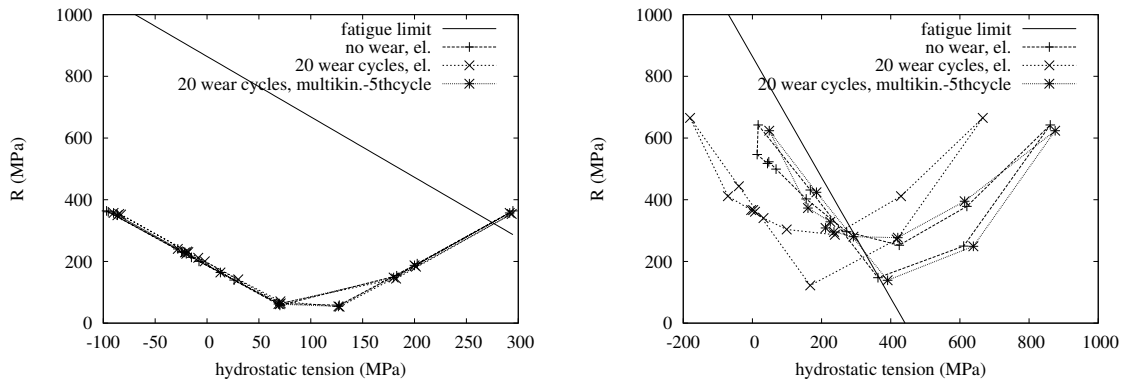 1000
800
600
400
200
0
R (MPa)
-100 -50 0 50 100 150 200 250 300
hydrostatic tension (MPa)
fatigue limit
no wear, el.
20 wear cycles, el.
20 wear cycles, multikin.-5thcycle
1000
800
600
400
200
0
R (MPa)
-200 0 200 400 600 800 1000
hydrostatic tension (MPa)
fatigue limit
no wear, el.
20 wear cycles, el.
20 wear cycles, multikin.-5thcycle